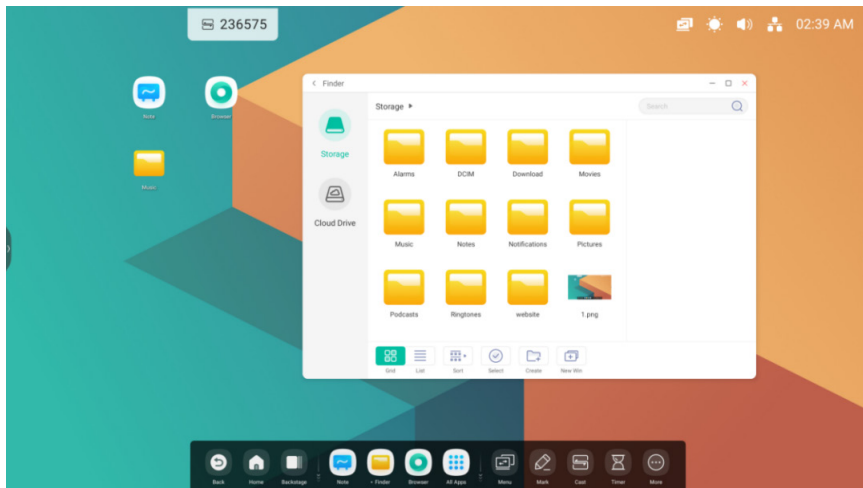 236575
02:39 AM
Note
Browser
Music
< Finder
Storage
Search
Storage
Cloud Drive
Alarms
DCIM
Download
Movies
Music
Notes
Notifications
Pictures
Podcasts
Ringtones
website
1.png
Grid
List
Sort
Select
Create
New Win
Back
Home
Backstage
Note
Finder
Browser
All Apps
Menu
Mark
Cast
Timer
More